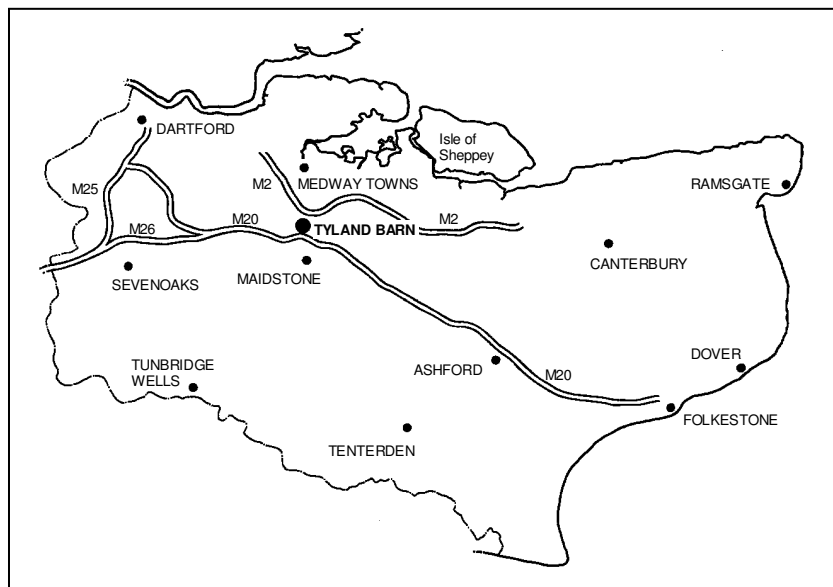 DARTFORD
Isle of
Sheppey
M25
M2
MEDWAY TOWNS
RAMSGATE
M26
M20
TYLAND BARN
M2
SEVENOAKS
MAIDSTONE
CANTERBURY
TUNBRIDGE
WELLS
ASHFORD
M20
DOVER
FOLKESTONE
TENTERDEN